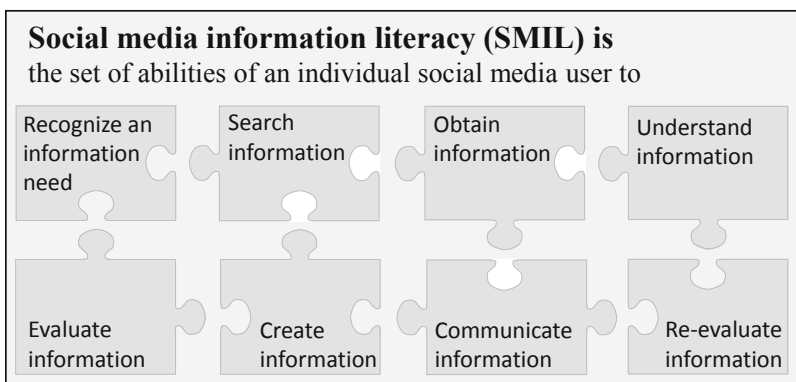 Social media information literacy (SMIL) is
the set of abilities of an individual social media user to
Recognize an
information
need
Search
information
Obtain
information
Understand
information
Evaluate
information
Create
information
Communicate
information
Re-evaluate
information